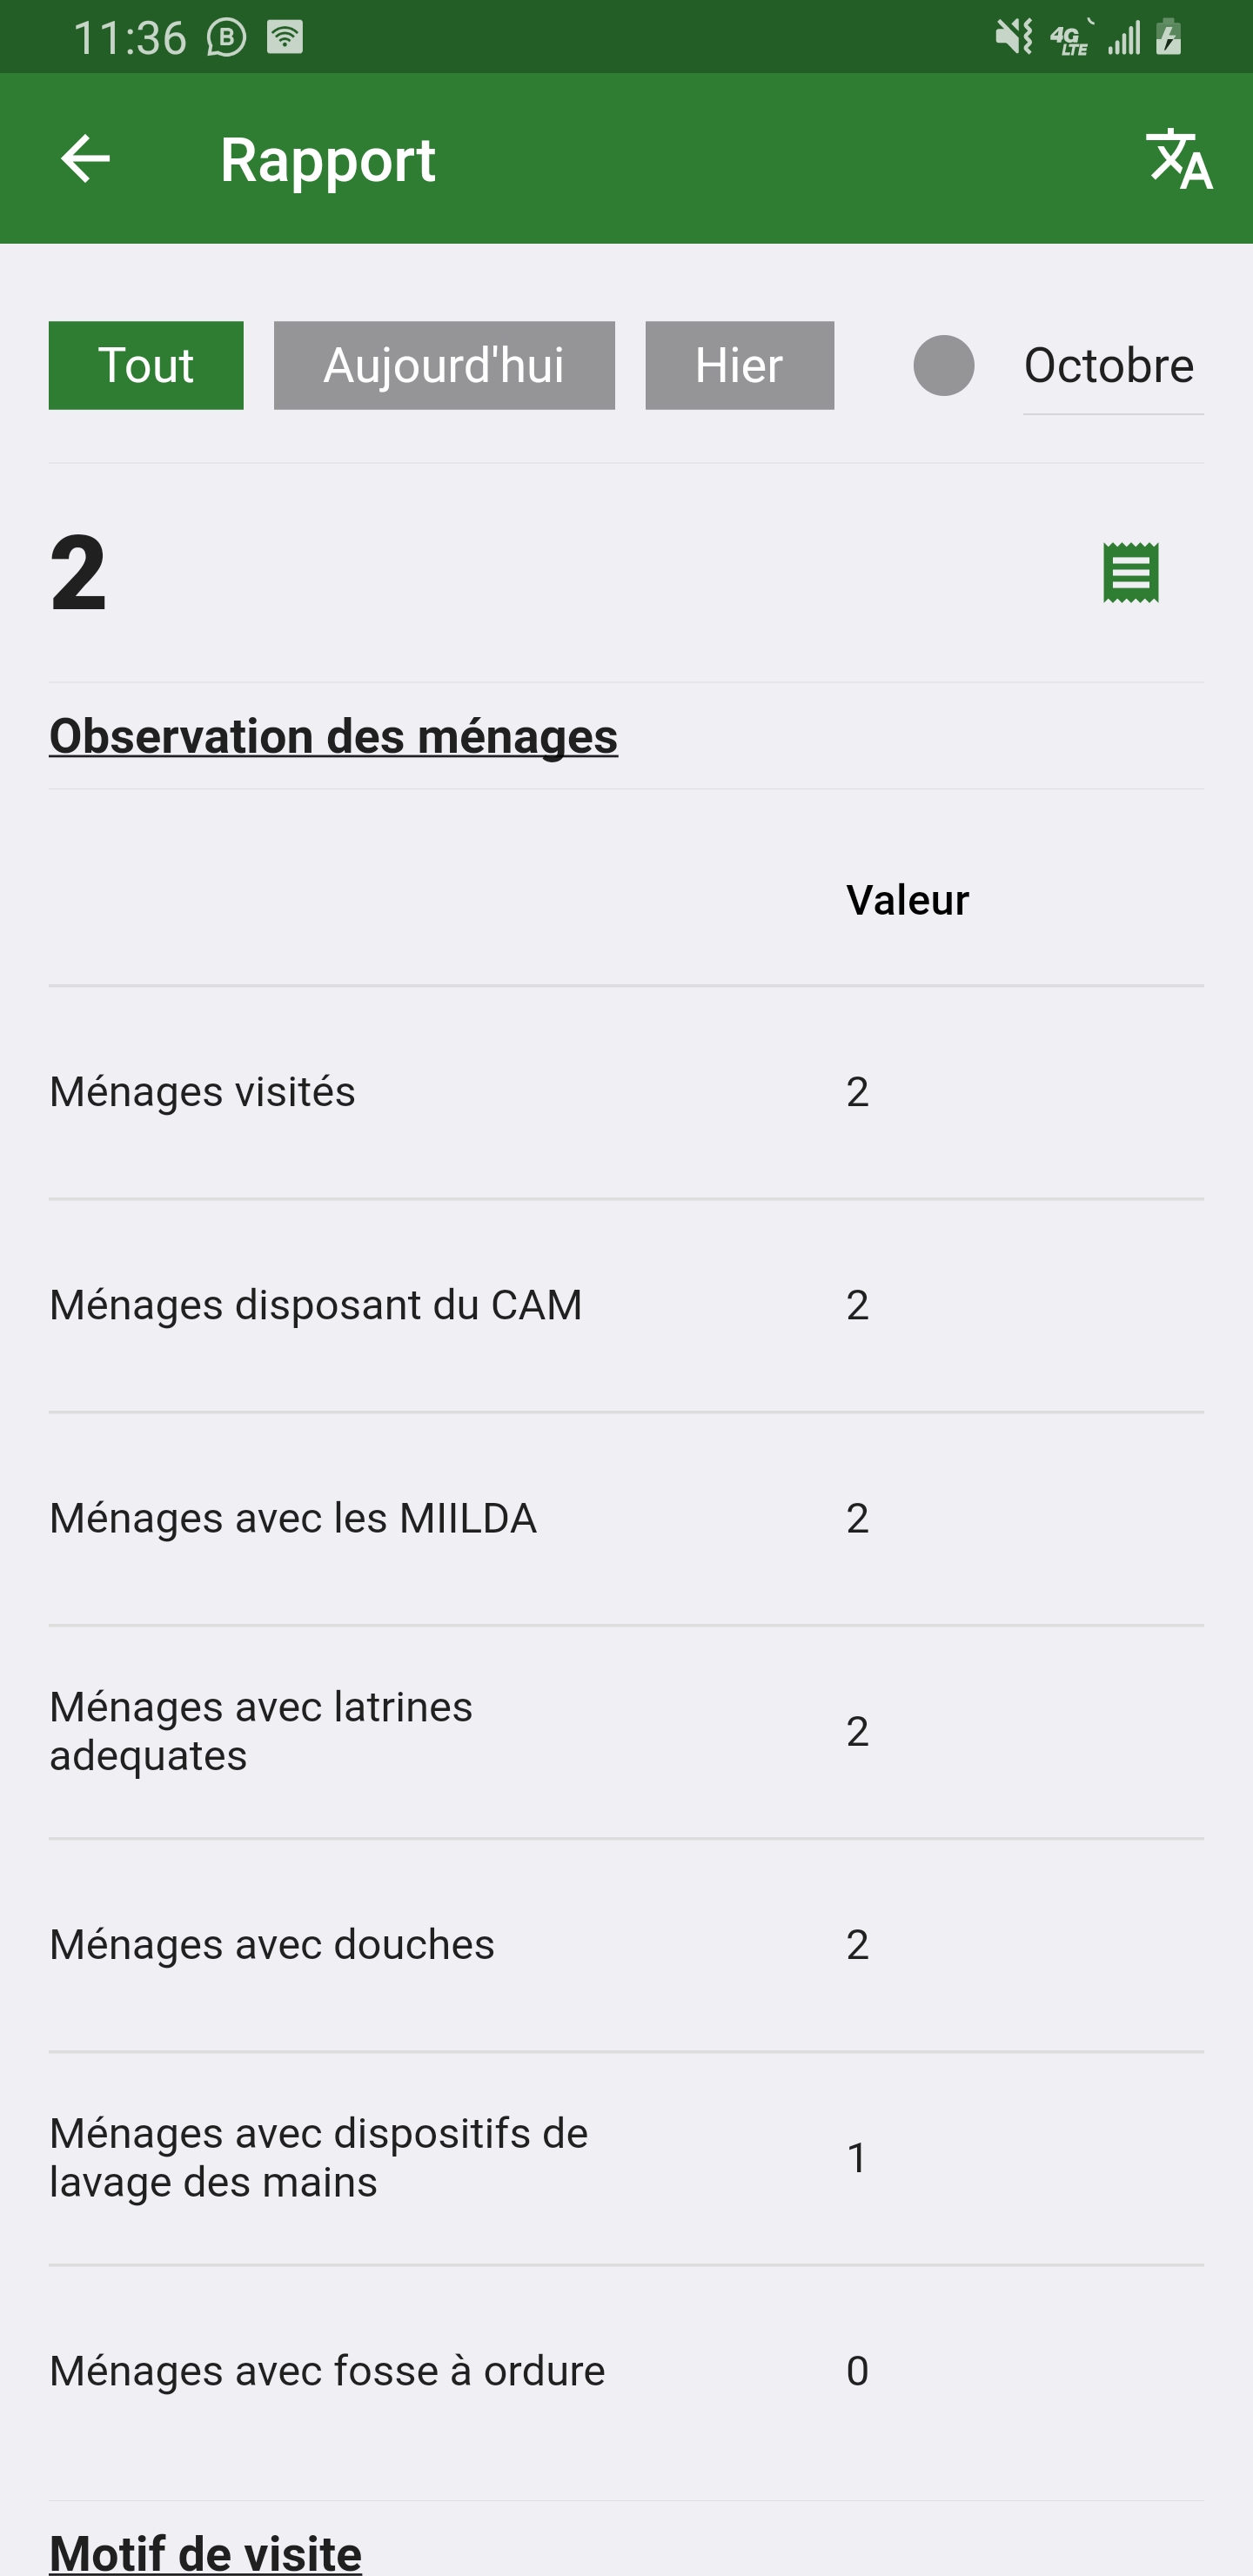 11:36
4G
LTE
Rapport
Tout
Aujourd'hui
Hier
Octobre
2
Observation des ménages
Valeur
Ménages visités 2
Ménages disposant du CAM 2
Ménages avec les MIILDA 2
Ménages avec latrines
adequates 2
Ménages avec douches 2
Ménages avec dispositifs de
lavage des mains 1
Ménages avec fosse à ordure 0
Motif de visite